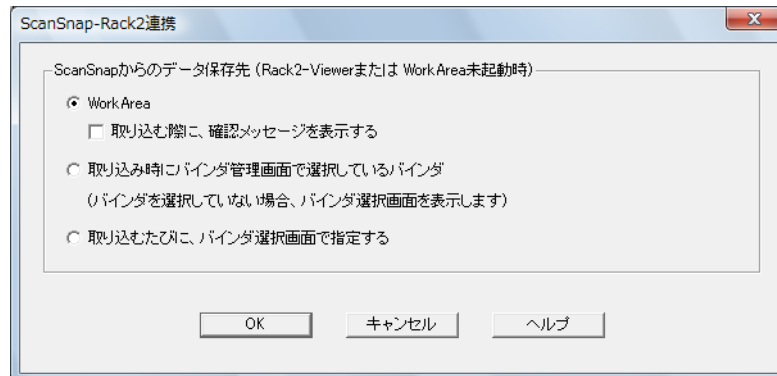 ScanSnap-Rack2連携
ScanSnapからのデータ保存先 (Rack2-Viewerまたは WorkArea未起動時)
WorkArea
取り込む際に、確認メッセージを表示する
取り込み時にバインダ管理画面で選択しているバインダ
(バインダを選択していない場合、バインダ選択画面を表示します)
取り込むたびに、バインダ選択画面で指定する
OK キャンセル ヘルプ